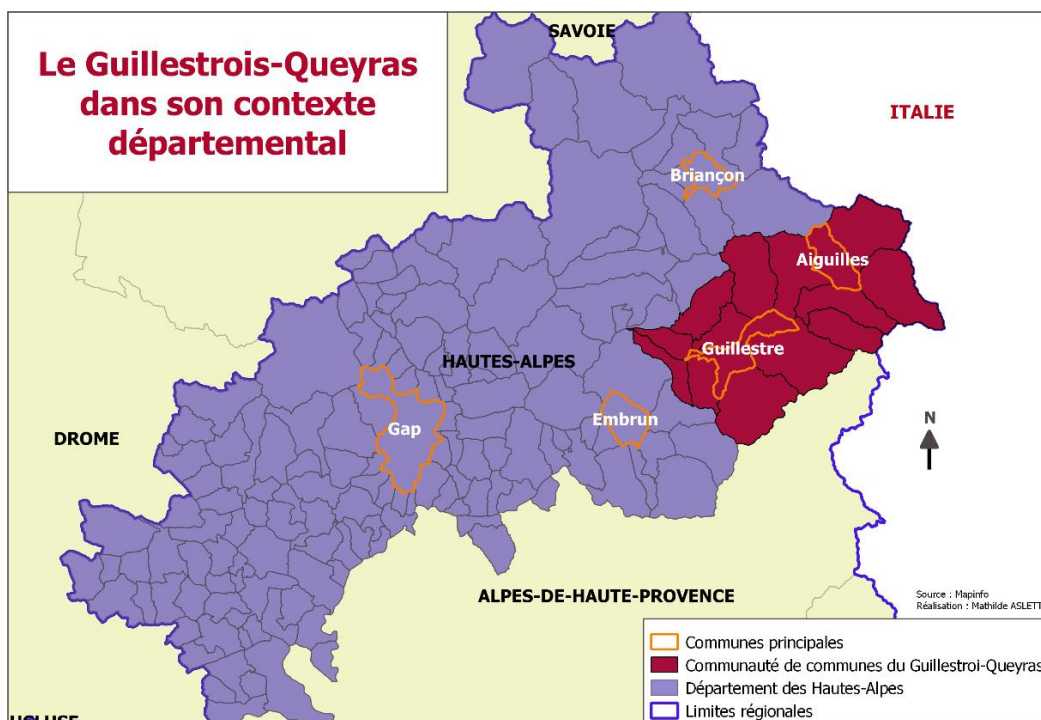 Le Guillestrois-Queyras
dans son contexte
départemental
SAVOIE
ITALIE
Briançon
Aiguilles
Guillestre
HAUTES-ALPES
Embrun
Gap
DROME
N
ALPES-DE-HAUTE-PROVENCE
Source : Mapinfo
Réalisation : Mathilde ASLETT
Communes principales
Communauté de communes du Guillestroi-Queyras
Département des Hautes-Alpes
Limites régionales